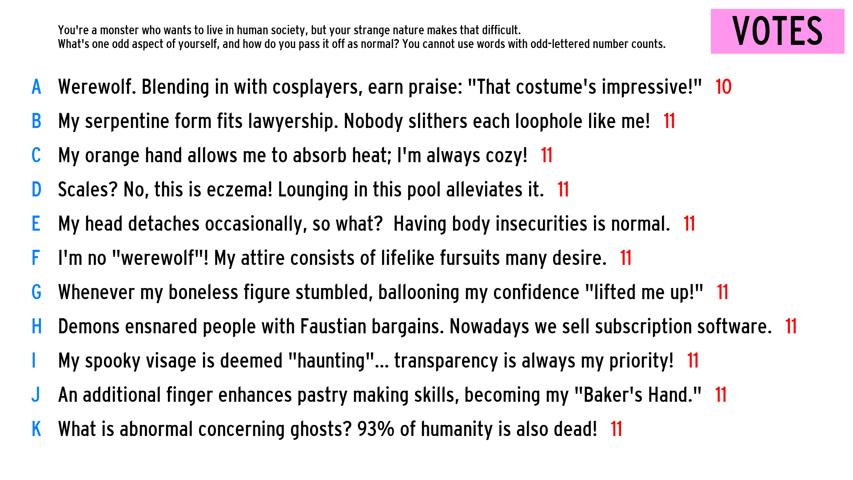 You're a monster who wants to live in human society, but your strange nature makes that difficult.
What's one odd aspect of yourself, and how do you pass it off as normal? You cannot use words with odd-lettered number counts.
VOTES
A Werewolf. Blending in with cosplayers, earn praise: "That costume's impressive!" 10
B My serpentine form fits lawyership. Nobody slithers each loophole like me! 11
C My orange hand allows me to absorb heat; I'm always cozy! 11
D Scales? No, this is eczema! Lounging in this pool alleviates it. 11
E My head detaches occasionally, so what?  Having body insecurities is normal. 11
F I'm no "werewolf"! My attire consists of lifelike fursuits many desire. 11
G Whenever my boneless figure stumbled, ballooning my confidence "lifted me up!" 11
H Demons ensnared people with Faustian bargains. Nowadays we sell subscription software. 11
I My spooky visage is deemed "haunting"... transparency is always my priority! 11
J An additional finger enhances pastry making skills, becoming my "Baker's Hand." 11
K What is abnormal concerning ghosts? 93% of humanity is also dead! 11